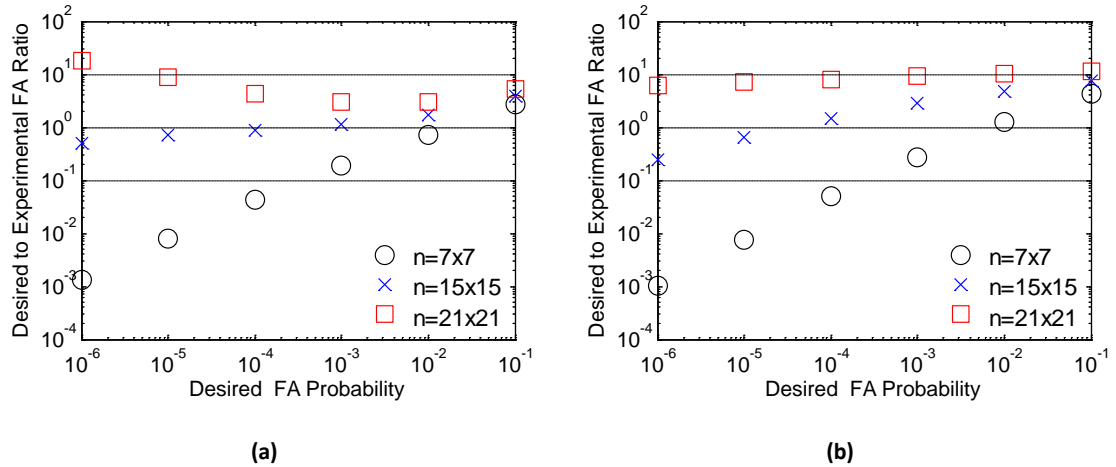 Desired to Experimental FA Ratio
10^2
10^1
10^0
10^-1
10^-2
10^-3
10^-4
n=7x7
n=15x15
n=21x21
10^-6 10^-5 10^-4 10^-3 10^-2 10^-1
Desired FA Probability
(a)
Desired to Experimental FA Ratio
10^2
10^1
10^0
10^-1
10^-2
10^-3
10^-4
n=7x7
n=15x15
n=21x21
10^-6 10^-5 10^-4 10^-3 10^-2 10^-1
Desired FA Probability
(b)